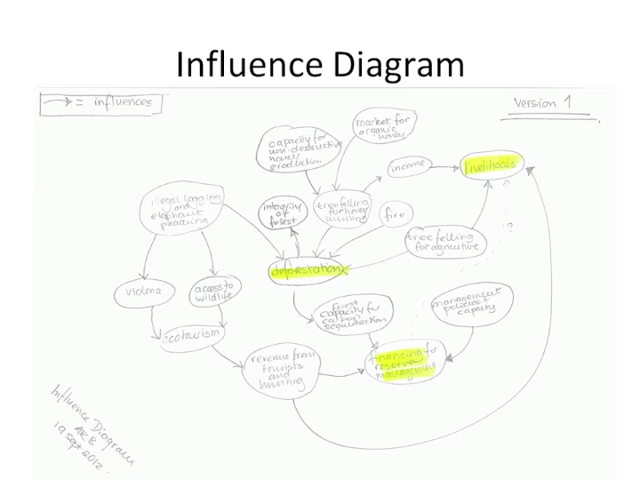 Influence Diagram
→ = influences
Version 1
capacity for
non-destructive
honey
production
market for
organic
honey
income
livelihoods
illegal logging
and
elephant
poaching
integrity
of
forest
tree felling
for honey
hunting
fire
tree felling
for agriculture
deforestation
violence
access to
wildlife
forest
capacity for
carbon
sequestration
management
policies +
capacity
?
ecotourism
revenue from
tourists
and
hunting
financing for
reserve
management
Influence Diagram
19 Sept 2012